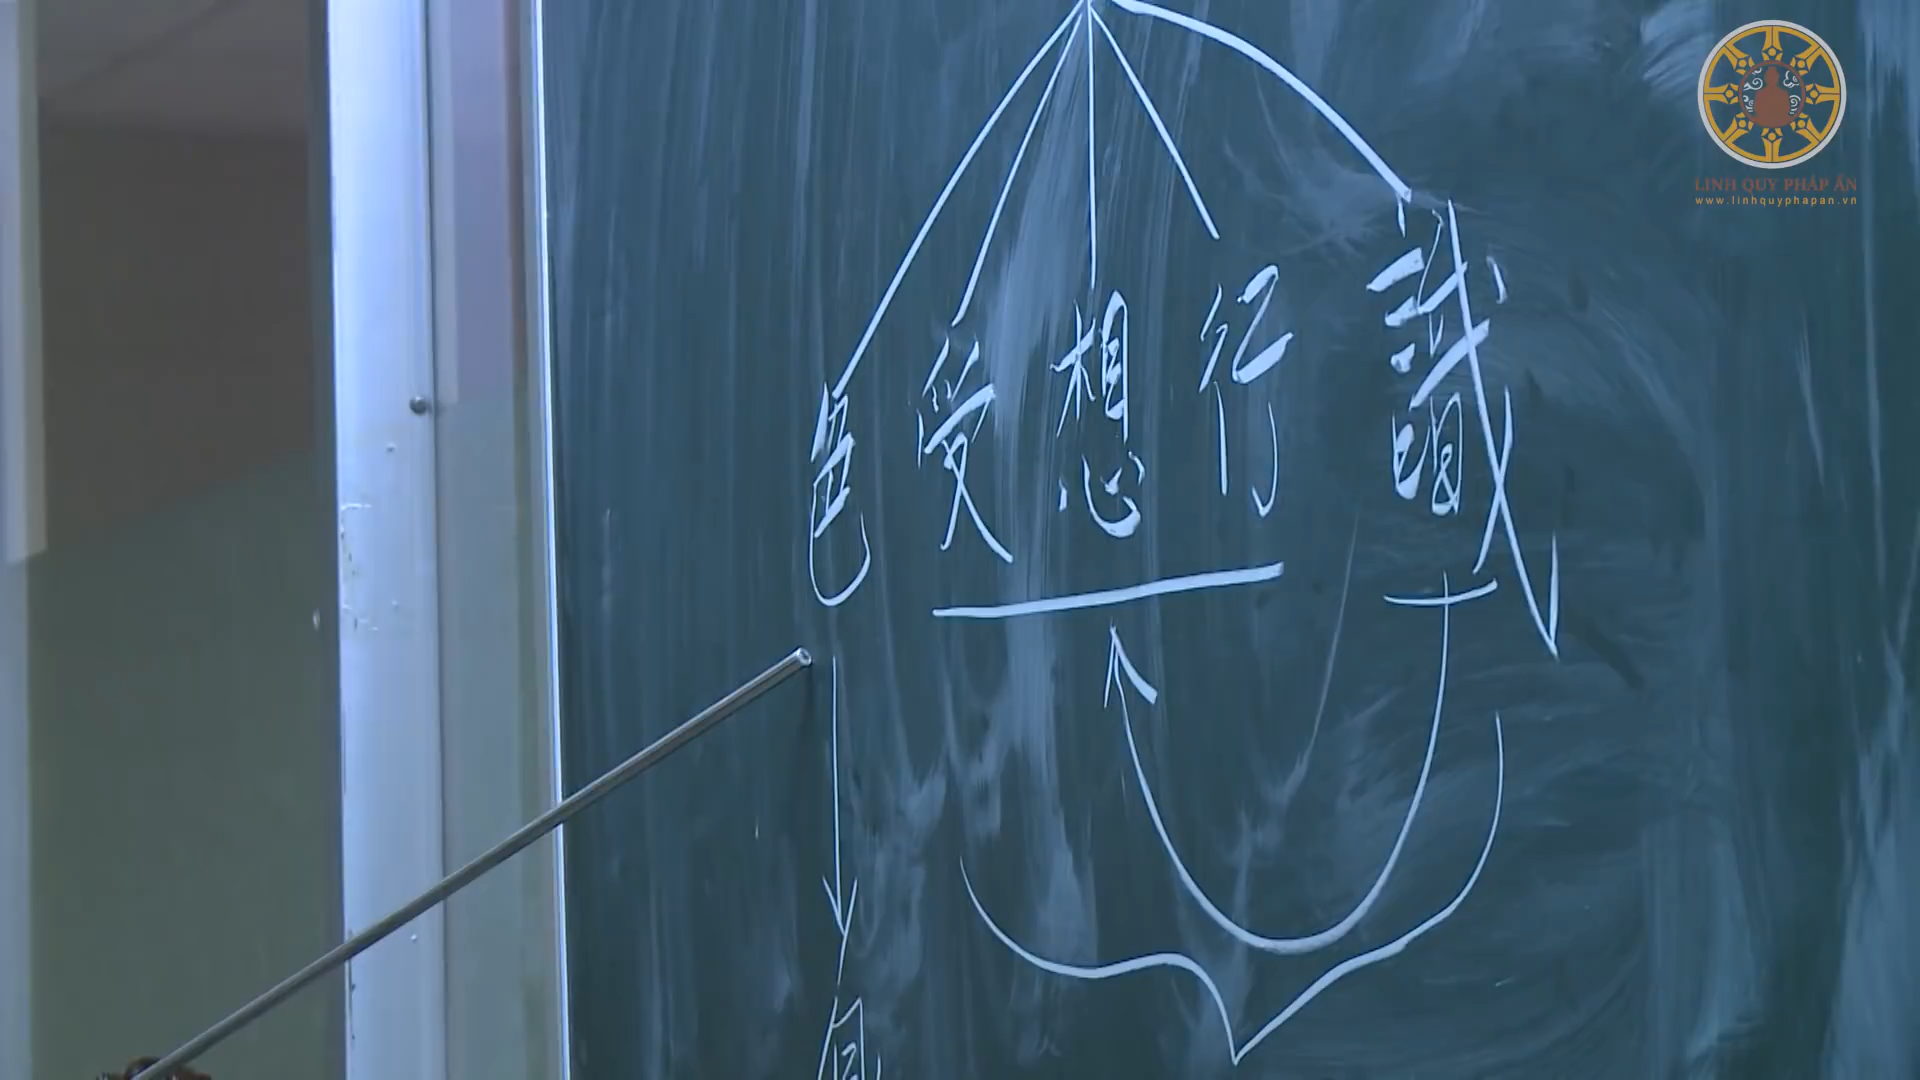 LINH QUY PHÁP ẤN
www.linhquyphapan.vn
色 受 想 行 識